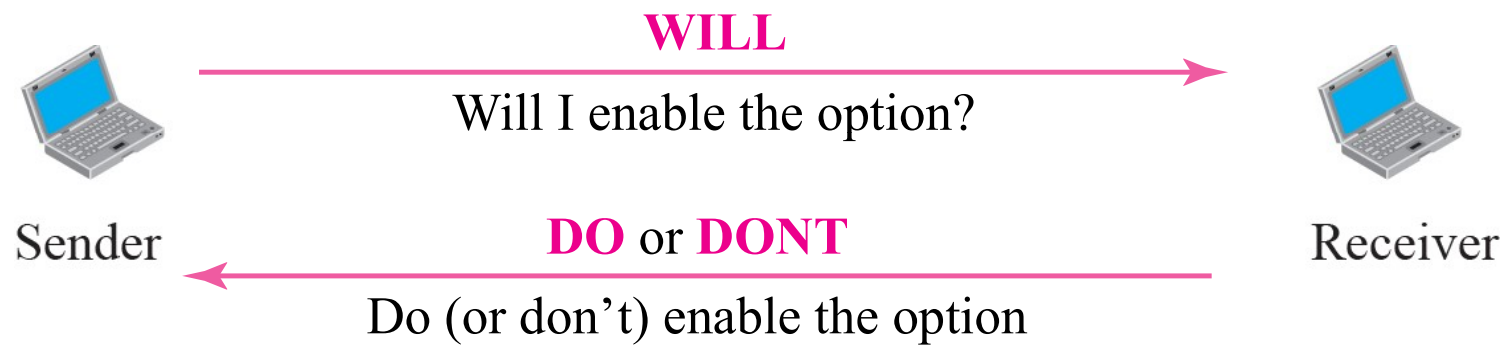 WILL
Will I enable the option?
Sender
DO or DONT
Receiver
Do (or don’t) enable the option